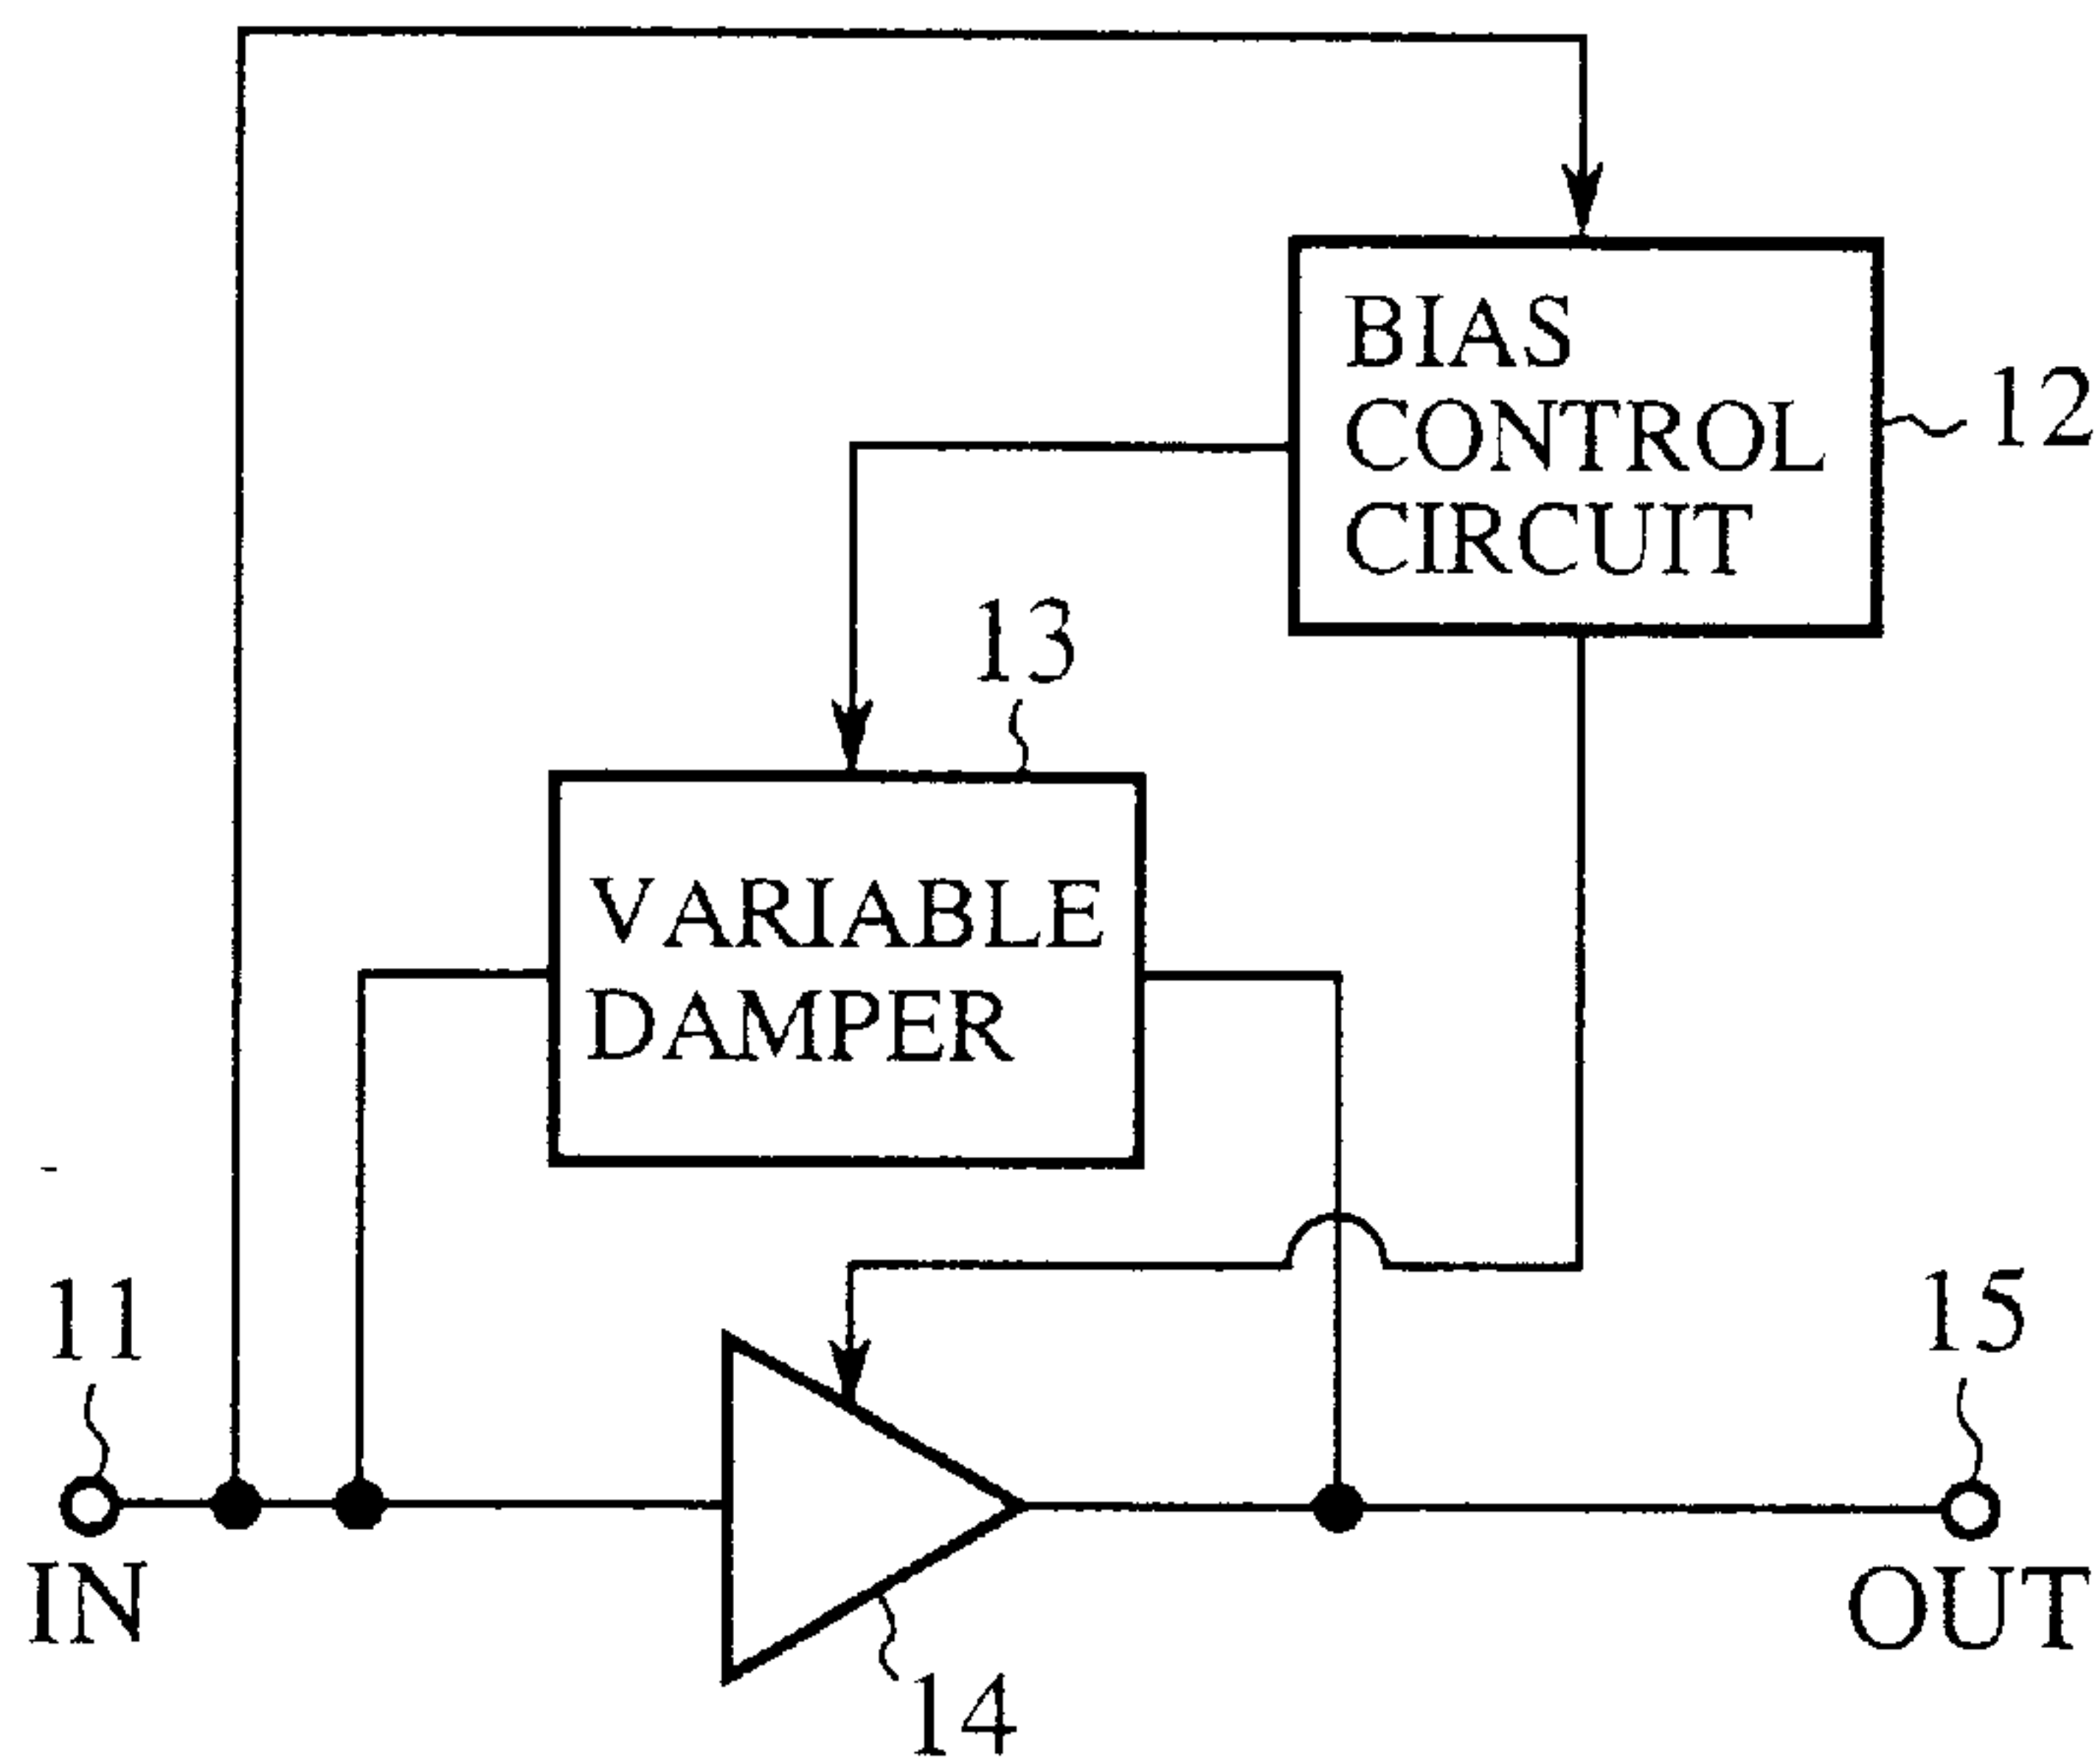 BIAS
CONTROL
CIRCUIT
12
13
VARIABLE
DAMPER
11
15
IN
OUT
14